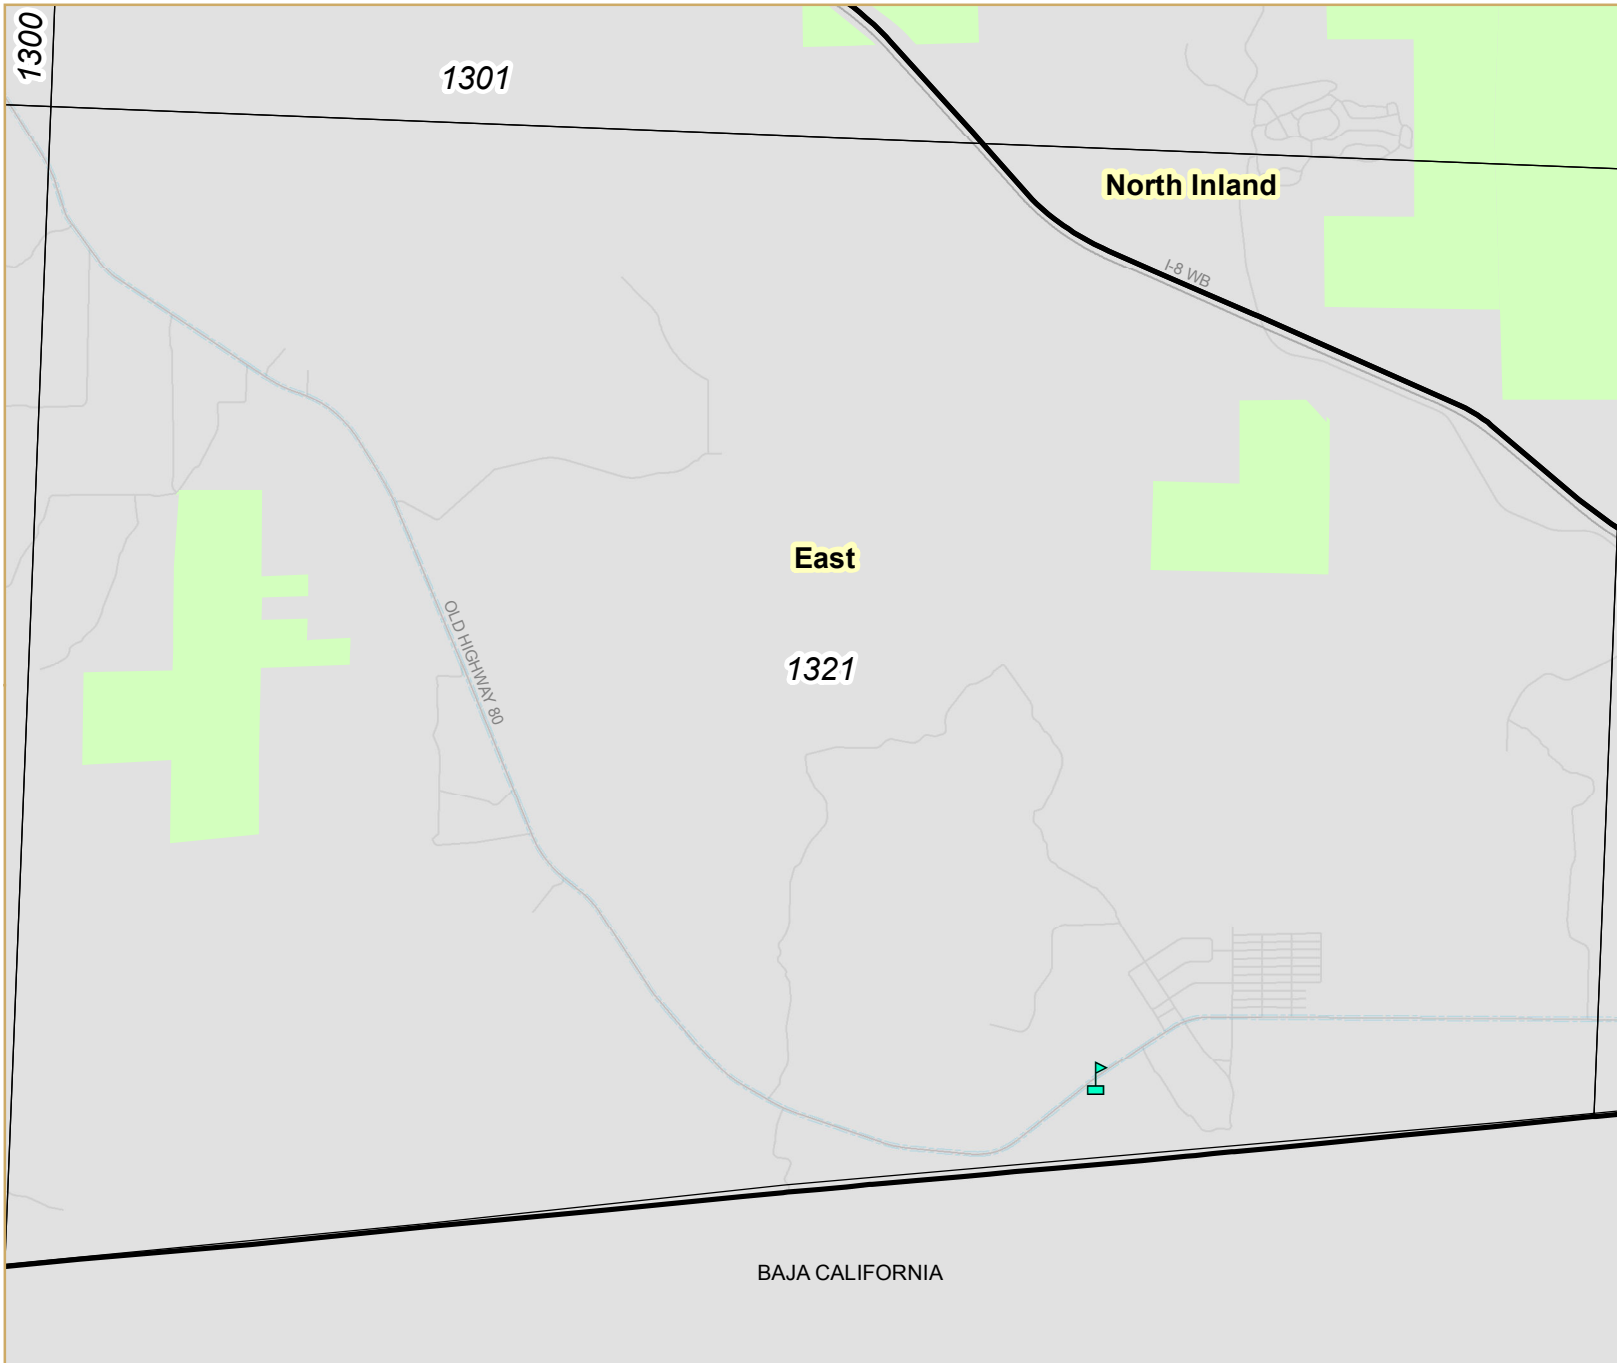 1300
1301
North Inland
I-8 WB
East
OLD HIGHWAY 80
1321
BAJA CALIFORNIA